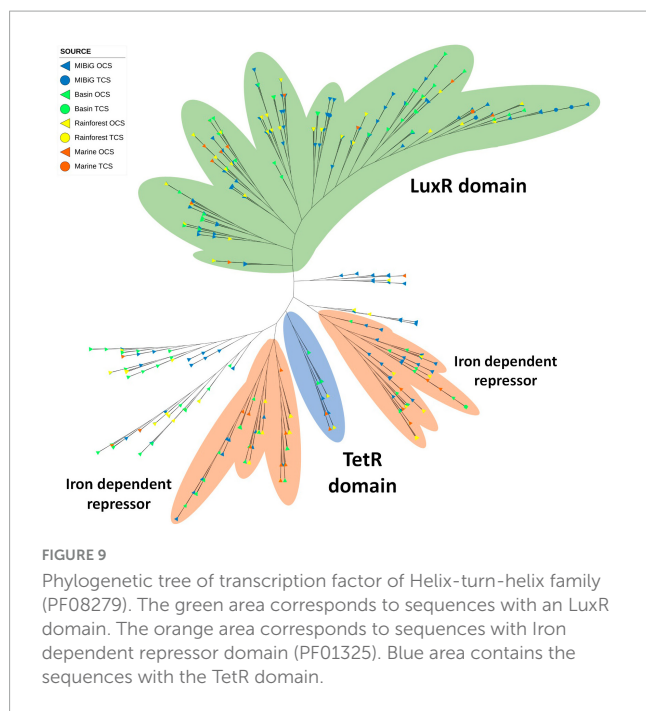 SOURCE
MIBiG OCS
MIBiG TCS
Basin OCS
Basin TCS
Rainforest OCS
Rainforest TCS
Marine OCS
Marine TCS
LuxR domain
Iron dependent
repressor
TetR
domain
Iron dependent
repressor
FIGURE 9
Phylogenetic tree of transcription factor of Helix-turn-helix family
(PF08279). The green area corresponds to sequences with an LuxR
domain. The orange area corresponds to sequences with Iron
dependent repressor domain (PF01325). Blue area contains the
sequences with the TetR domain.